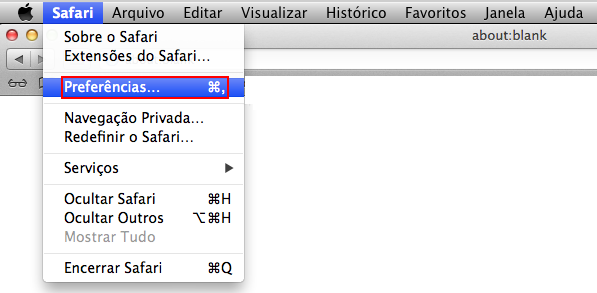 Safari Arquivo Editar Visualizar Histórico Favoritos Janela Ajuda
about:blank
Sobre o Safari
Extensões do Safari...
Preferências... ⌘,
Navegação Privada...
Redefinir o Safari...
Serviços ▶
Ocultar Safari ⌘H
Ocultar Outros ⌥⌘H
Mostrar Tudo
Encerrar Safari ⌘Q